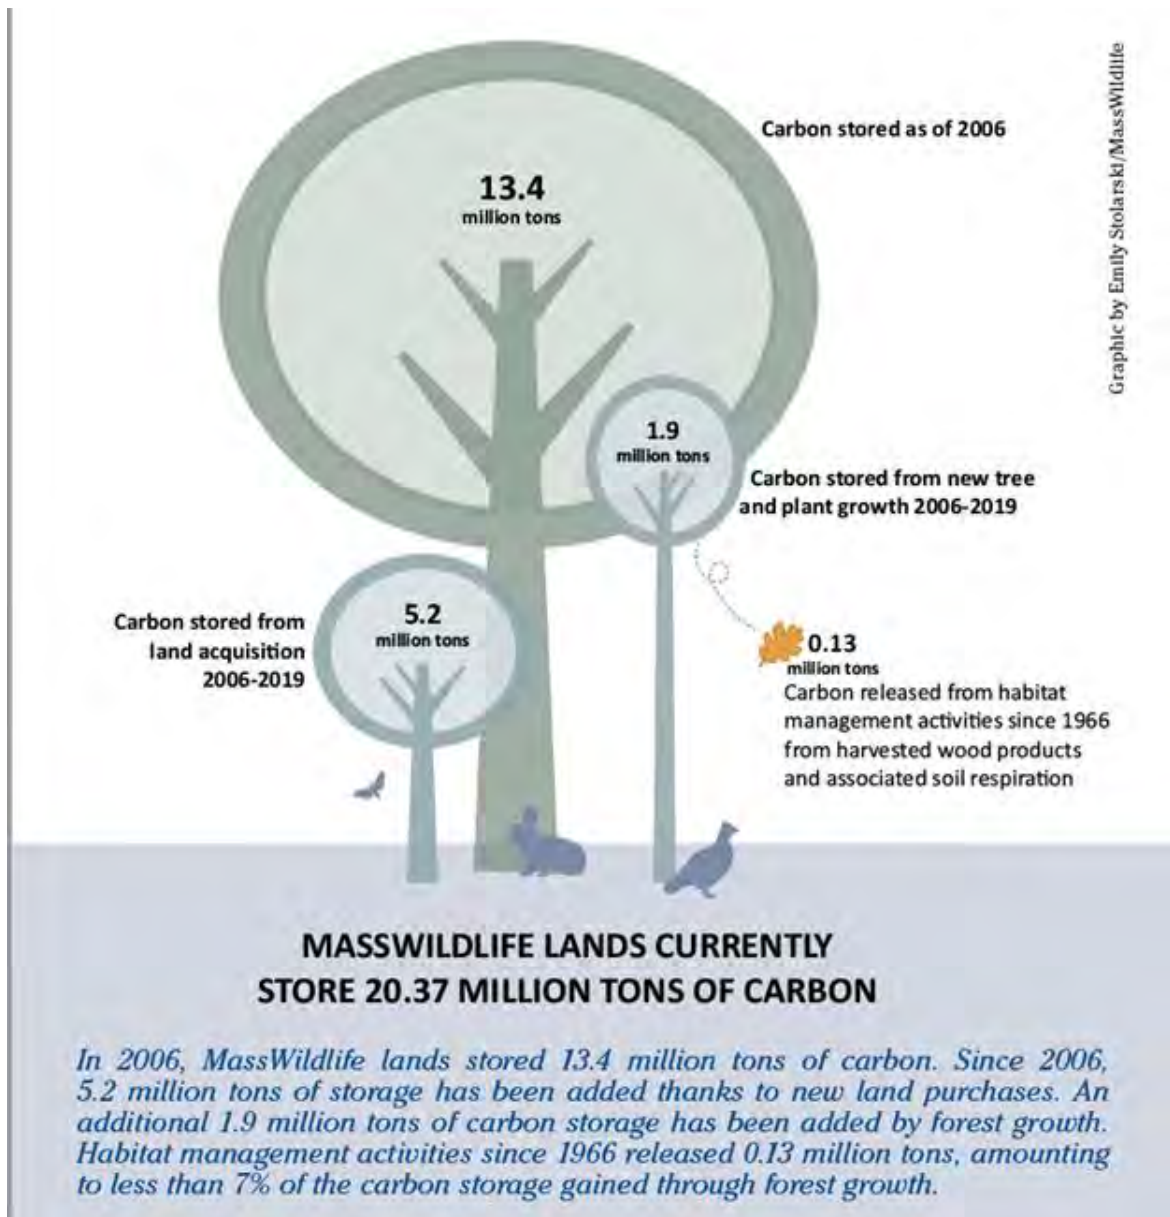 Graphic by Emily Stolarski/MassWildlife
Carbon stored as of 2006
13.4
million tons
1.9
million tons
Carbon stored from new tree
and plant growth 2006-2019
Carbon stored from
land acquisition
2006-2019
5.2
million tons
0.13
million tons
Carbon released from habitat
management activities since 1966
from harvested wood products
and associated soil respiration
MASSWILDLIFE LANDS CURRENTLY
STORE 20.37 MILLION TONS OF CARBON
In 2006, MassWildlife lands stored 13.4 million tons of carbon. Since 2006,
5.2 million tons of storage has been added thanks to new land purchases. An
additional 1.9 million tons of carbon storage has been added by forest growth.
Habitat management activities since 1966 released 0.13 million tons, amounting
to less than 7% of the carbon storage gained through forest growth.